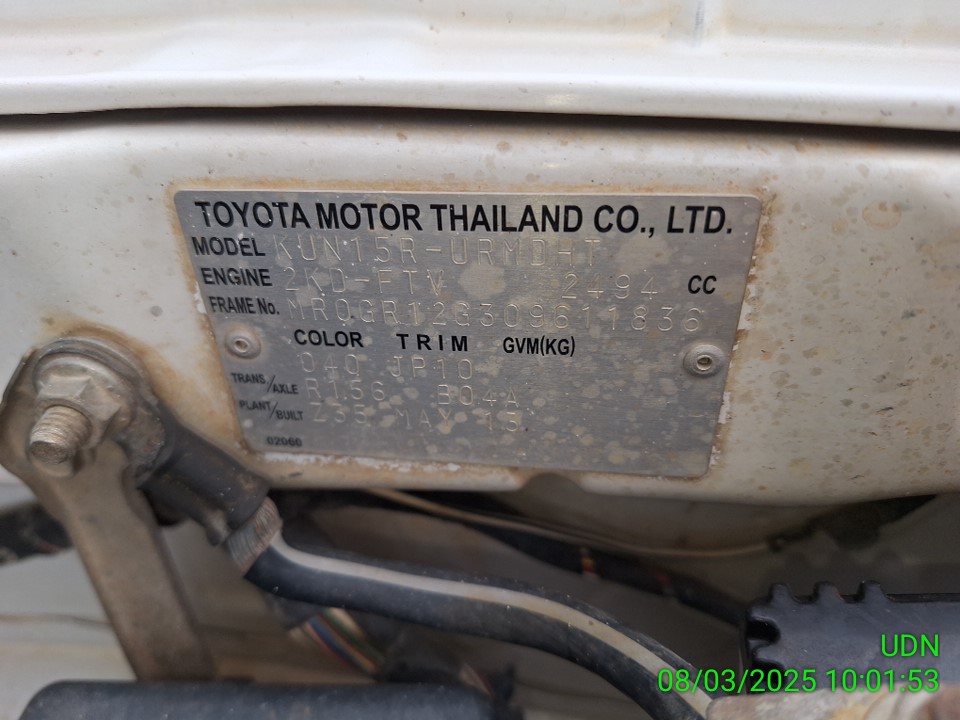 TOYOTA MOTOR THAILAND CO., LTD.
MODEL KUN15R-URMDHT
ENGINE 2KD-FTV 2494 CC
FRAME No. MR0GR12G309611836
COLOR TRIM GVM(KG)
040 JP10
TRANS./AXLE R156 B04A
PLANT/BUILT Z35 MAY 13
02060
UDN
08/03/2025 10:01:53